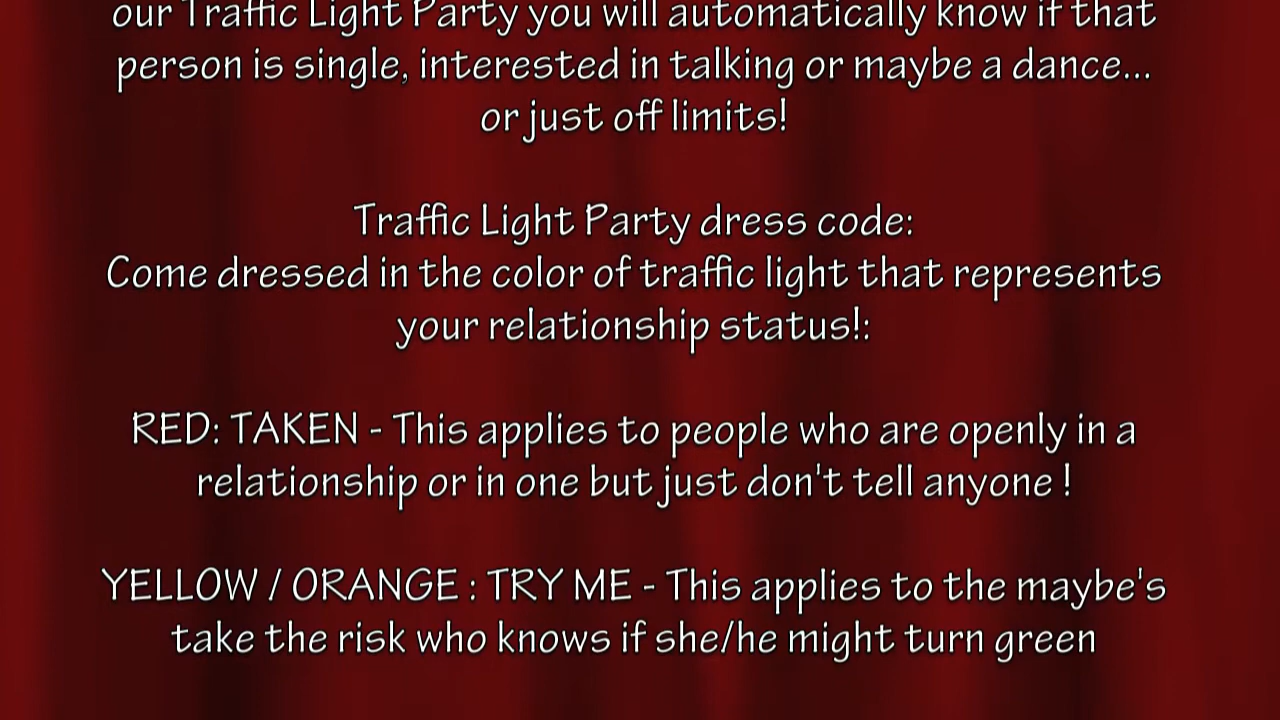 our Traffic Light Party you will automatically know if that
person is single, interested in talking or maybe a dance...
or just off limits!
Traffic Light Party dress code:
Come dressed in the color of traffic light that represents
your relationship status!:
RED: TAKEN - This applies to people who are openly in a
relationship or in one but just don't tell anyone !
YELLOW / ORANGE : TRY ME - This applies to the maybe's
take the risk who knows if she/he might turn green